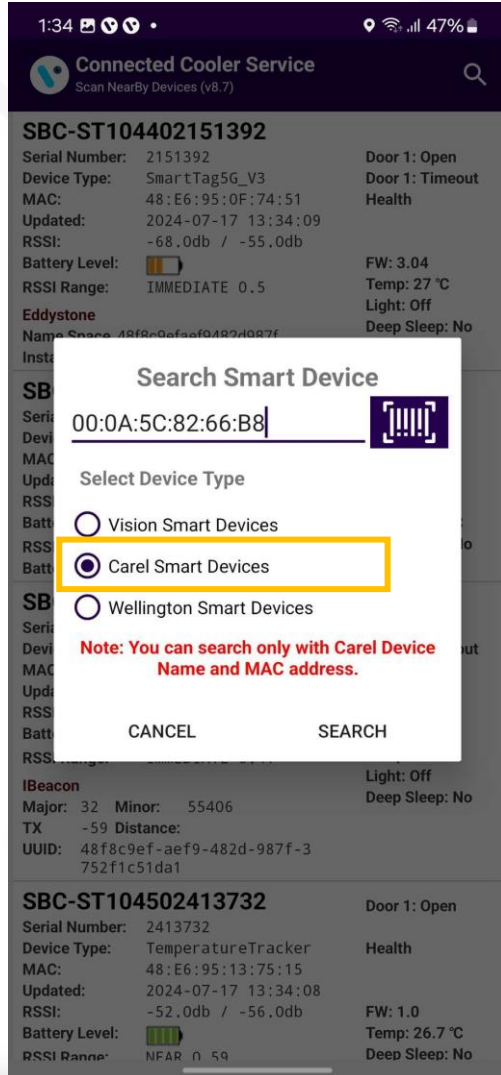 1:34 47%
Connected Cooler Service
Scan NearBy Devices (v8.7)
SBC-ST104402151392
Serial Number: 2151392 Door 1: Open
Device Type: SmartTag5G_V3 Door 1: Timeout
MAC: 48:E6:95:0F:74:51 Health
Updated: 2024-07-17 13:34:09
RSSI: -68.0db / -55.0db
Battery Level: FW: 3.04
RSSI Range: IMMEDIATE 0.5 Temp: 27 °C
Light: Off
Eddystone Deep Sleep: No
Name Space 48f8c9efaef9482d987f
Search Smart Device
00:0A:5C:82:66:B8
Select Device Type
Vision Smart Devices
Carel Smart Devices
Wellington Smart Devices
Note: You can search only with Carel Device
Name and MAC address.
CANCEL SEARCH
Light: Off
IBeacon Deep Sleep: No
Major: 32 Minor: 55406
TX -59 Distance:
UUID: 48f8c9ef-aef9-482d-987f-3
752f1c51da1
SBC-ST104502413732 Door 1: Open
Serial Number: 2413732
Device Type: TemperatureTracker Health
MAC: 48:E6:95:13:75:15
Updated: 2024-07-17 13:34:08
RSSI: -52.0db / -56.0db FW: 1.0
Battery Level: Temp: 26.7 °C
RSSI Range: NEAR 0.59 Deep Sleep: No